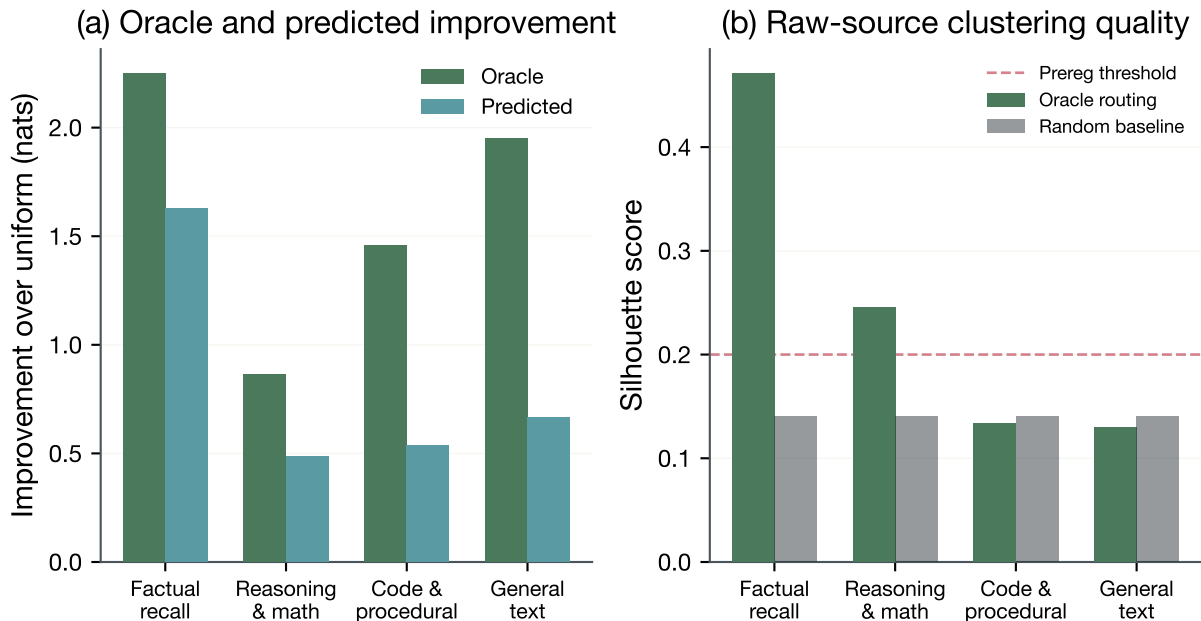 (a) Oracle and predicted improvement
Improvement over uniform (nats)
2.0
1.5
1.0
0.5
0.0
Oracle
Predicted
Factual
recall
Reasoning
& math
Code &
procedural
General
text
(b) Raw-source clustering quality
Silhouette score
0.4
0.3
0.2
0.1
0.0
Prereg threshold
Oracle routing
Random baseline
Factual
recall
Reasoning
& math
Code &
procedural
General
text